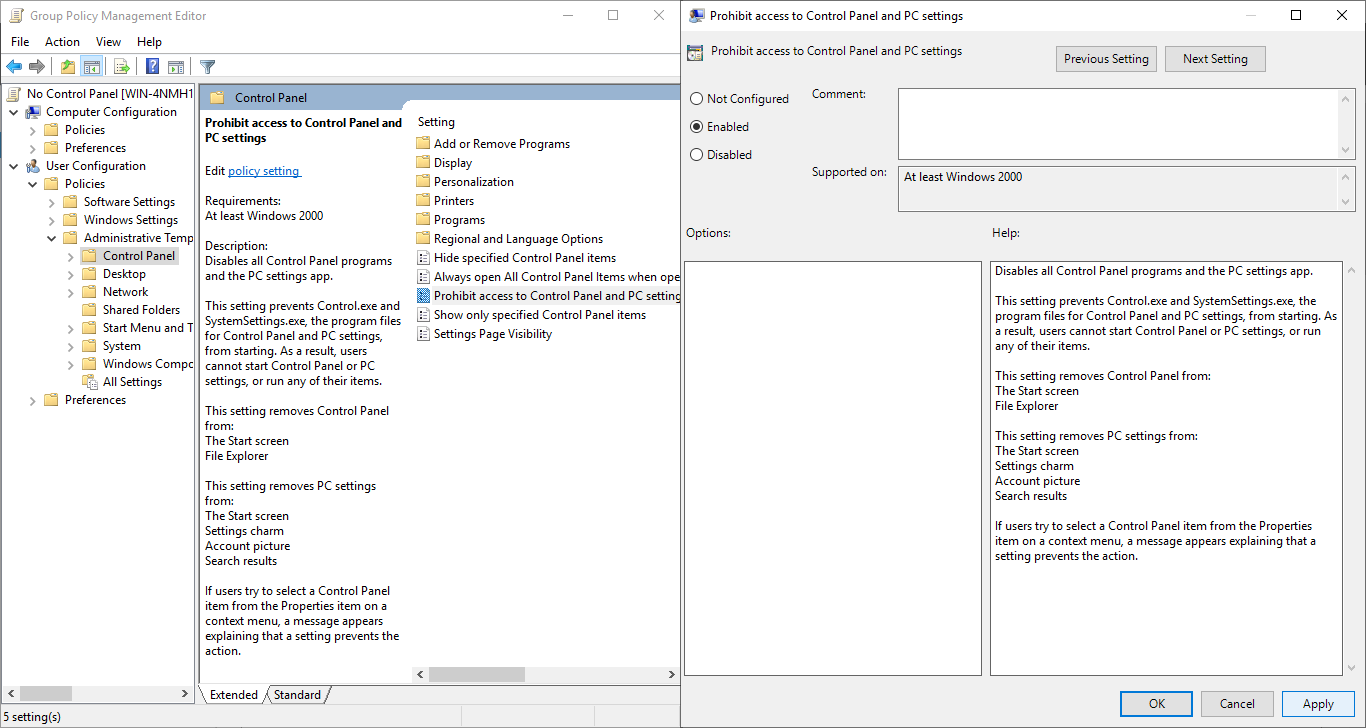 Group Policy Management Editor
File Action View Help
No Control Panel [WIN-4NMH1
Computer Configuration
Policies
Preferences
User Configuration
Policies
Software Settings
Windows Settings
Administrative Temp
Control Panel
Desktop
Network
Shared Folders
Start Menu and T
System
Windows Compo
All Settings
Preferences
Control Panel
Prohibit access to Control Panel and
PC settings
Edit policy setting
Requirements:
At least Windows 2000
Description:
Disables all Control Panel programs
and the PC settings app.
This setting prevents Control.exe and
SystemSettings.exe, the program files
for Control Panel and PC settings,
from starting. As a result, users
cannot start Control Panel or PC
settings, or run any of their items.
This setting removes Control Panel
from:
The Start screen
File Explorer
This setting removes PC settings
from:
The Start screen
Settings charm
Account picture
Search results
If users try to select a Control Panel
item from the Properties item on a
context menu, a message appears
explaining that a setting prevents the
action.
Setting
Add or Remove Programs
Display
Personalization
Printers
Programs
Regional and Language Options
Hide specified Control Panel items
Always open All Control Panel Items when ope
Prohibit access to Control Panel and PC setting
Show only specified Control Panel items
Settings Page Visibility
Extended Standard
5 setting(s)
Prohibit access to Control Panel and PC settings
Prohibit access to Control Panel and PC settings
Previous Setting Next Setting
Not Configured
Enabled
Disabled
Comment:
Supported on:
At least Windows 2000
Options:
Help:
Disables all Control Panel programs and the PC settings app.
This setting prevents Control.exe and SystemSettings.exe, the
program files for Control Panel and PC settings, from starting. As
a result, users cannot start Control Panel or PC settings, or run
any of their items.
This setting removes Control Panel from:
The Start screen
File Explorer
This setting removes PC settings from:
The Start screen
Settings charm
Account picture
Search results
If users try to select a Control Panel item from the Properties
item on a context menu, a message appears explaining that a
setting prevents the action.
OK Cancel Apply